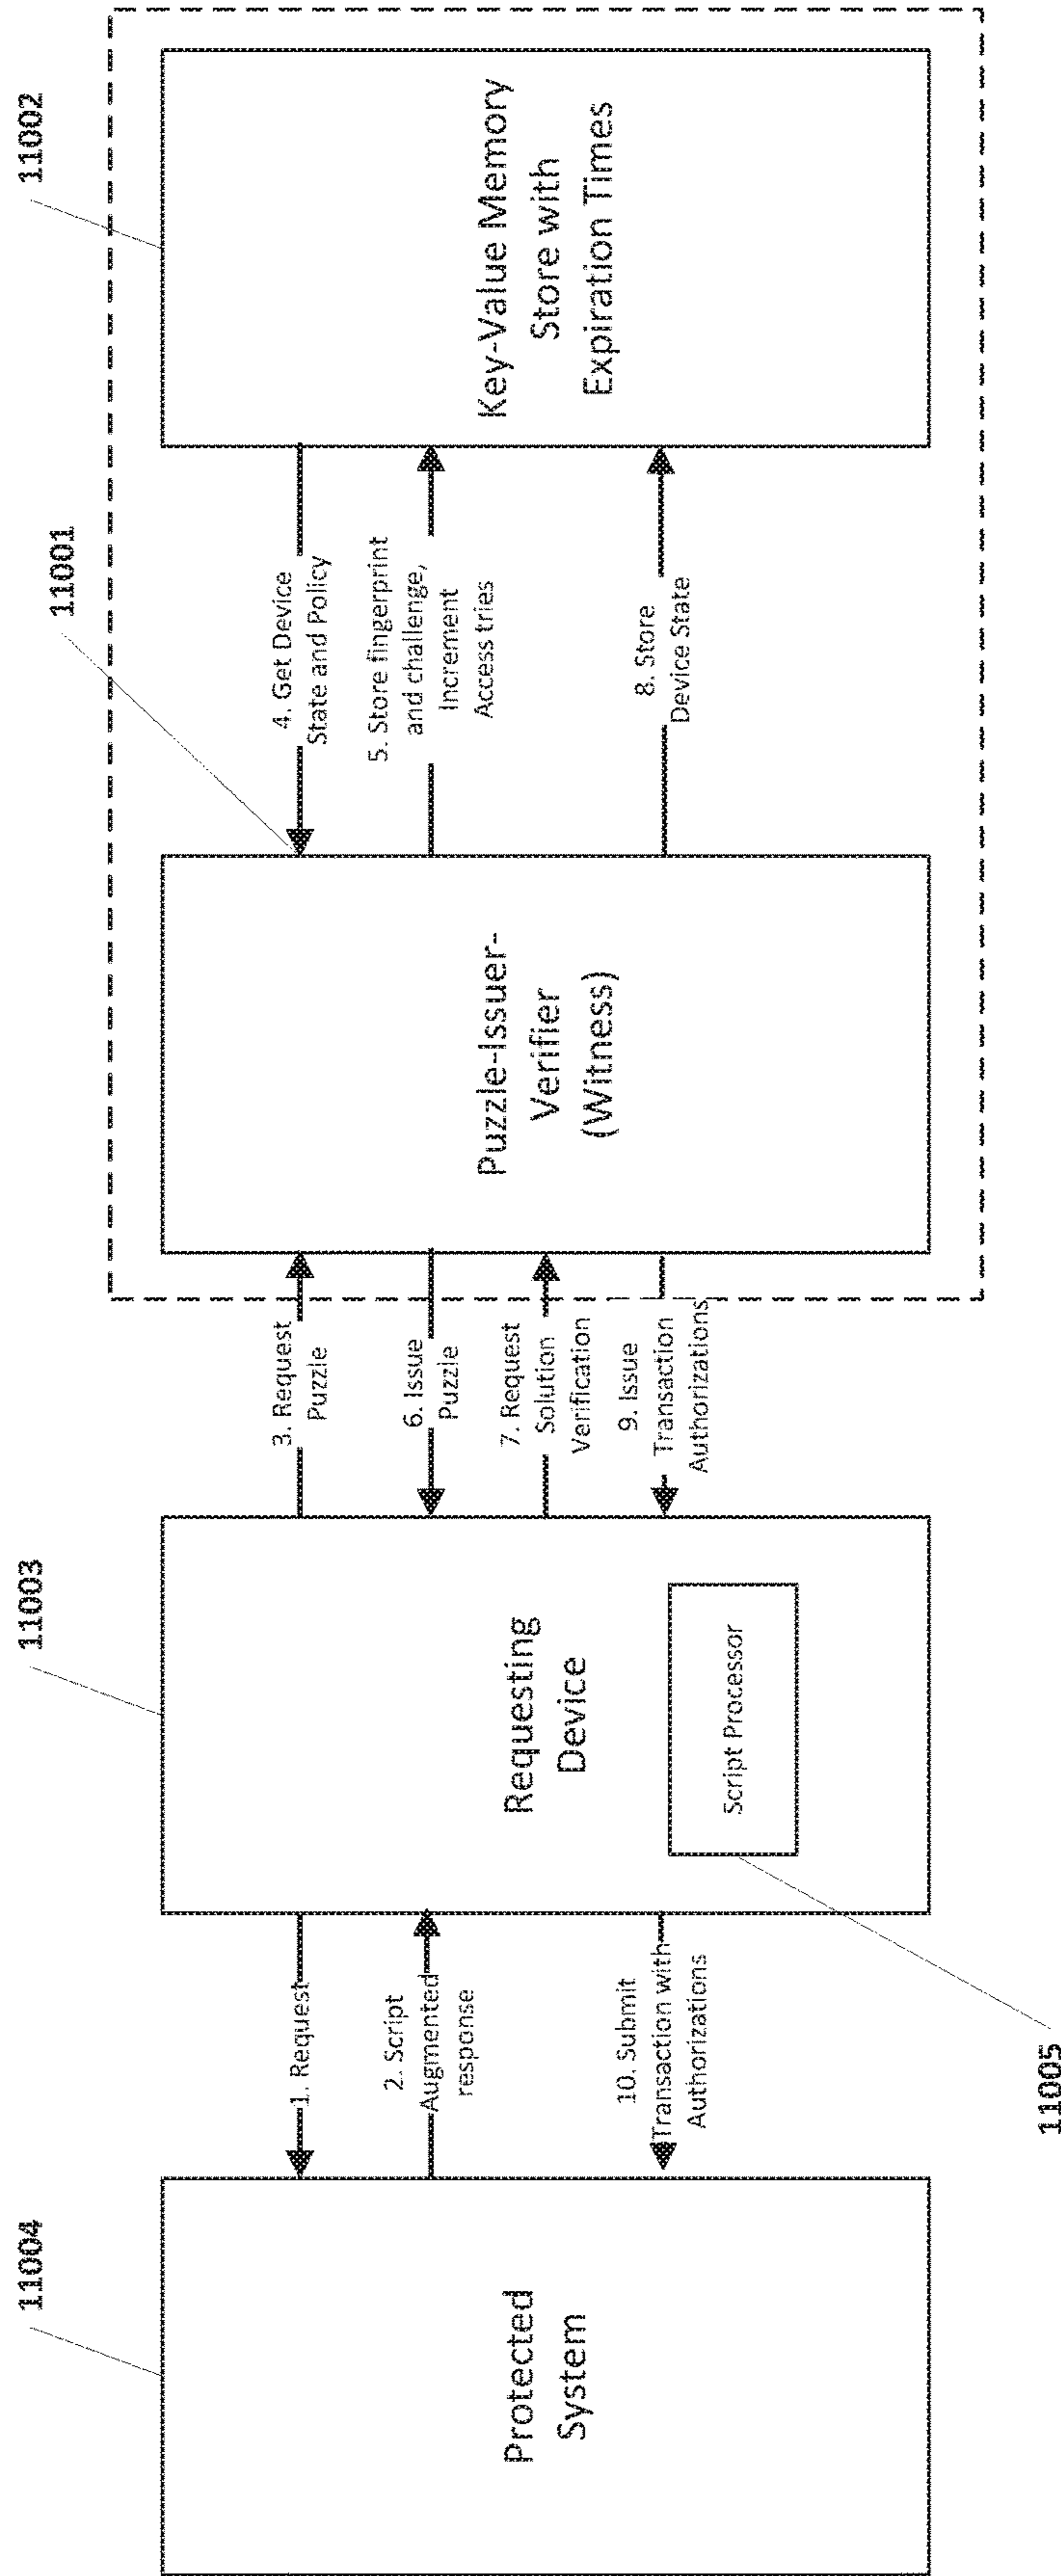 11004
11003
11001
11002
Protected
System
1. Request
2. Script
Augmented
response
10. Submit
Transaction with
Authorizations
Requesting
Device
Script Processor
11005
3. Request
Puzzle
6. Issue
Puzzle
7. Request
Solution
Verification
9. Issue
Transaction
Authorizations
Puzzle-Issuer-
Verifier
(Witness)
4. Get Device
State and Policy
5. Store fingerprint
and challenge,
Increment
Access tries
8. Store
Device State
Key-Value Memory
Store with
Expiration Times